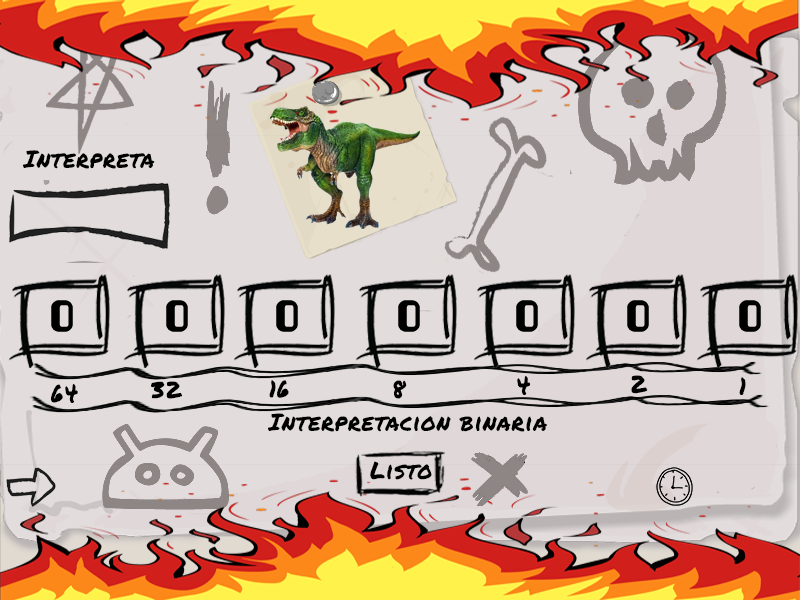 INTERPRETA
0 0 0 0 0 0 0
64 32 16 8 4 2 1
INTERPRETACION BINARIA
LISTO